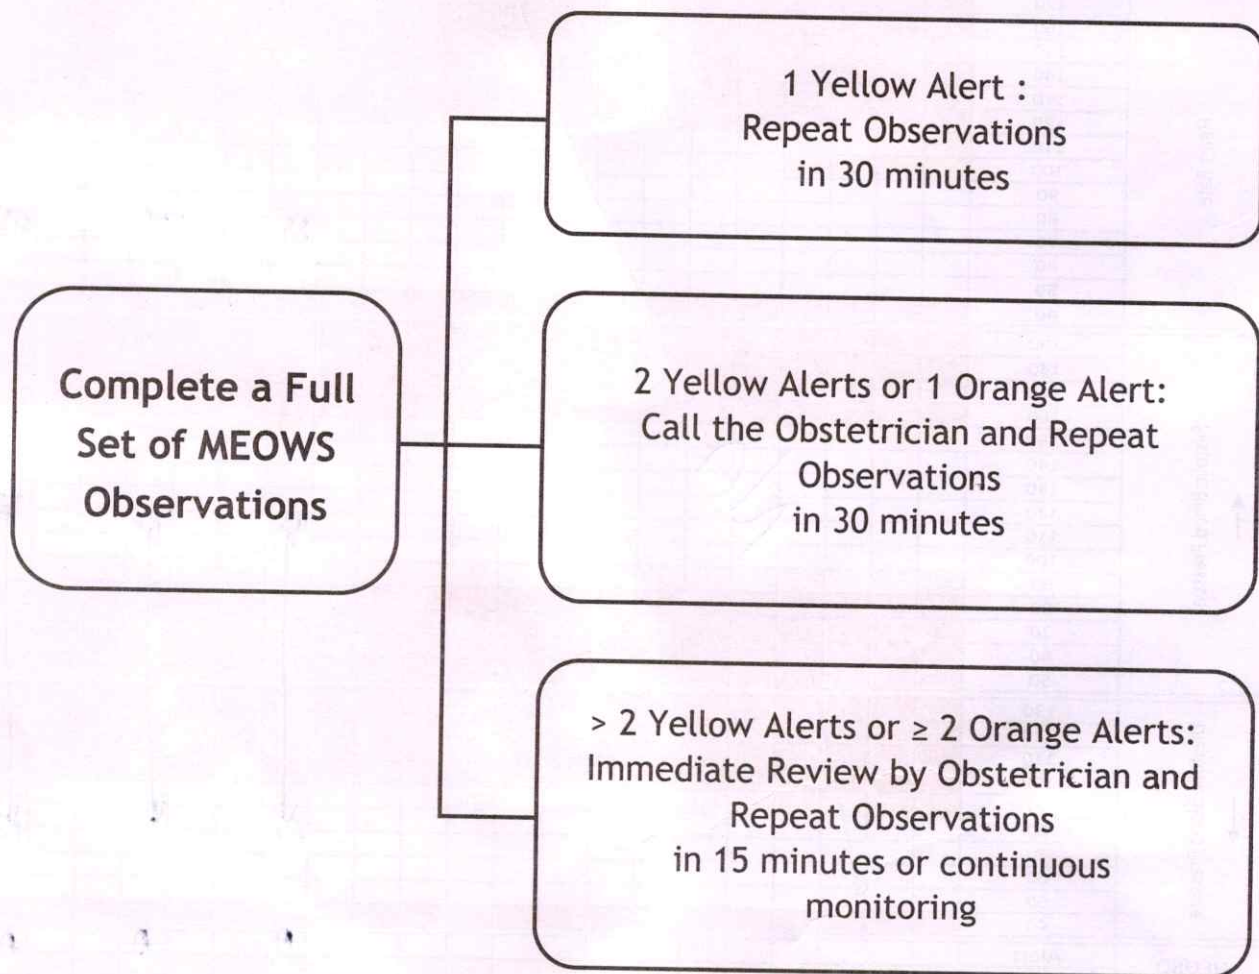 1 Yellow Alert :
Repeat Observations
in 30 minutes
Complete a Full
Set of MEOWS
Observations
2 Yellow Alerts or 1 Orange Alert:
Call the Obstetrician and Repeat
Observations
in 30 minutes
> 2 Yellow Alerts or ≥ 2 Orange Alerts:
Immediate Review by Obstetrician and
Repeat Observations
in 15 minutes or continuous
monitoring